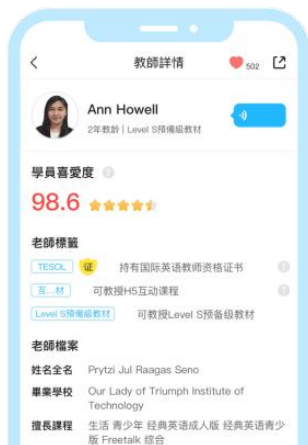 教師詳情
502
Ann Howell
2年教龄 | Level S預備級教材
學員喜愛度
98.6
老師標籤
TESOL 证 持有国际英语教师资格证书
互...材 可教授H5互动课程
Level S預備級教材 可教授Level S预备级教材
老師檔案
姓名全名 Prytzi Jul Raagas Seno
畢業學校 Our Lady of Triumph Institute of
Technology
擅長課程 生活 青少年 经典英语成人版 经典英语青少
版 Freetalk 综合